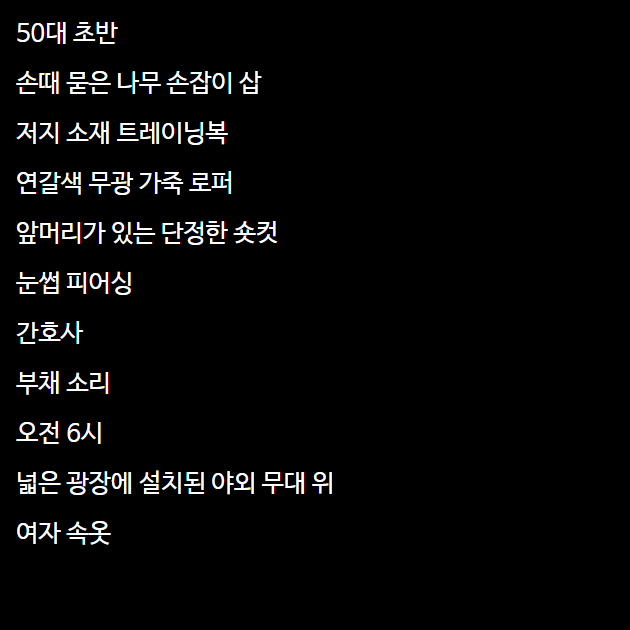 50대 초반
손때 묻은 나무 손잡이 삽
저지 소재 트레이닝복
연갈색 무광 가죽 로퍼
앞머리가 있는 단정한 숏컷
눈썹 피어싱
간호사
부채 소리
오전 6시
넓은 광장에 설치된 야외 무대 위
여자 속옷